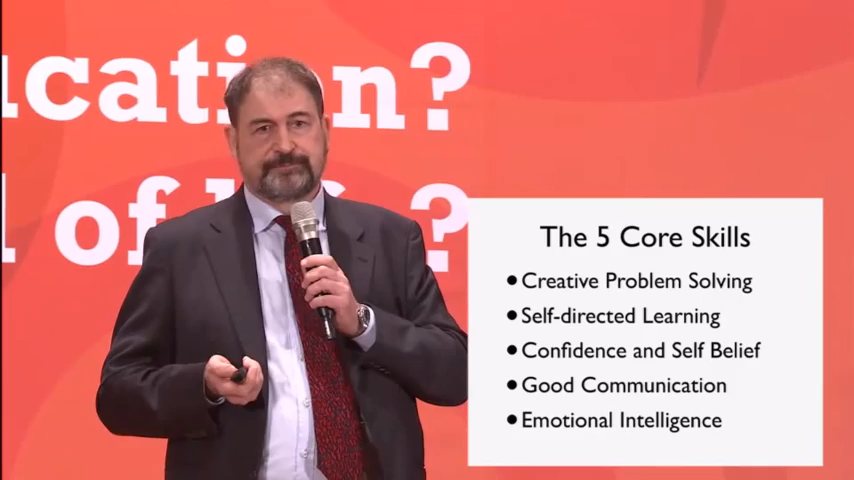 ?
of ?
The 5 Core Skills
• Creative Problem Solving
• Self-directed Learning
• Confidence and Self Belief
• Good Communication
• Emotional Intelligence